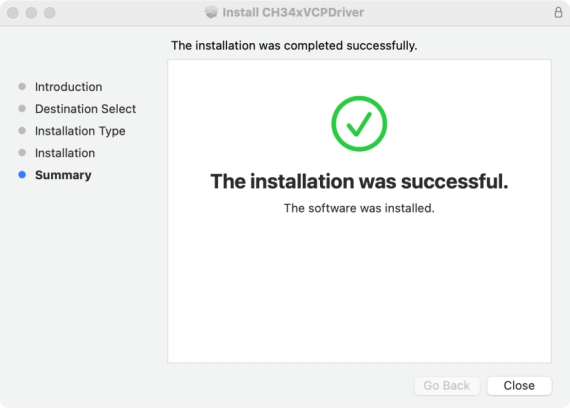 Install CH34xVCPDriver
The installation was completed successfully.
Introduction
Destination Select
Installation Type
Installation
Summary
The installation was successful.
The software was installed.
Go Back
Close